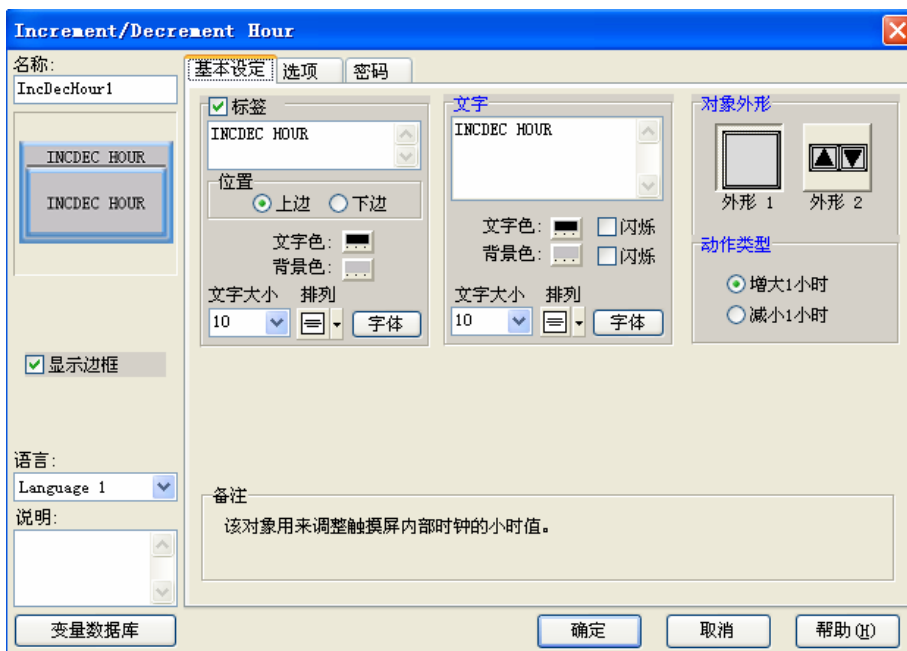 Increment/Decrement Hour
名称:
IncDecHour1
INCDEC HOUR
INCDEC HOUR
显示边框
语言:
Language 1
说明:
变量数据库
基本设定 选项 密码
标签
INCDEC HOUR
位置
上边 下边
文字色:
背景色:
文字大小 排列
10 字体
文字
INCDEC HOUR
文字色: 闪烁
背景色: 闪烁
文字大小 排列
10 字体
对象外形
外形 1 外形 2
动作类型
增大1小时
减小1小时
备注
该对象用来调整触摸屏内部时钟的小时值。
确定 取消 帮助(H)